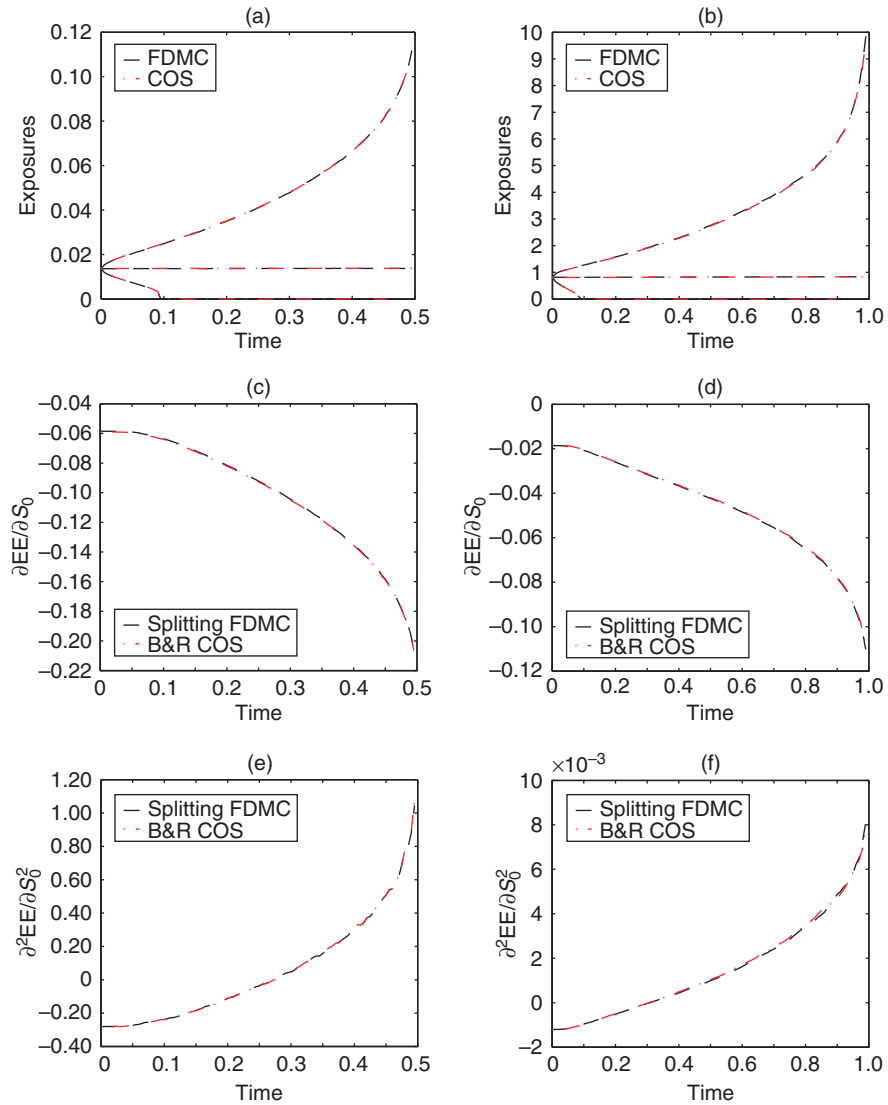 (a)
0.12
0.10
0.08
0.06
0.04
0.02
0
FDMC
COS
Exposures
0 0.1 0.2 0.3 0.4 0.5
Time
(b)
10
9
8
7
6
5
4
3
2
1
0
FDMC
COS
Exposures
0 0.2 0.4 0.6 0.8 1.0
Time
(c)
−0.04
−0.06
−0.08
−0.10
−0.12
−0.14
−0.16
−0.18
−0.20
−0.22
∂EE/∂S₀
Splitting FDMC
B&R COS
0 0.1 0.2 0.3 0.4 0.5
Time
(d)
0
−0.02
−0.04
−0.06
−0.08
−0.10
−0.12
∂EE/∂S₀
Splitting FDMC
B&R COS
0 0.2 0.4 0.6 0.8 1.0
Time
(e)
1.20
1.00
0.80
0.60
0.40
0.20
0
−0.20
−0.40
Splitting FDMC
B&R COS
∂²EE/∂S₀²
0 0.1 0.2 0.3 0.4 0.5
Time
(f)
×10⁻³
10
8
6
4
2
0
−2
Splitting FDMC
B&R COS
∂²EE/∂S₀²
0 0.2 0.4 0.6 0.8 1.0
Time